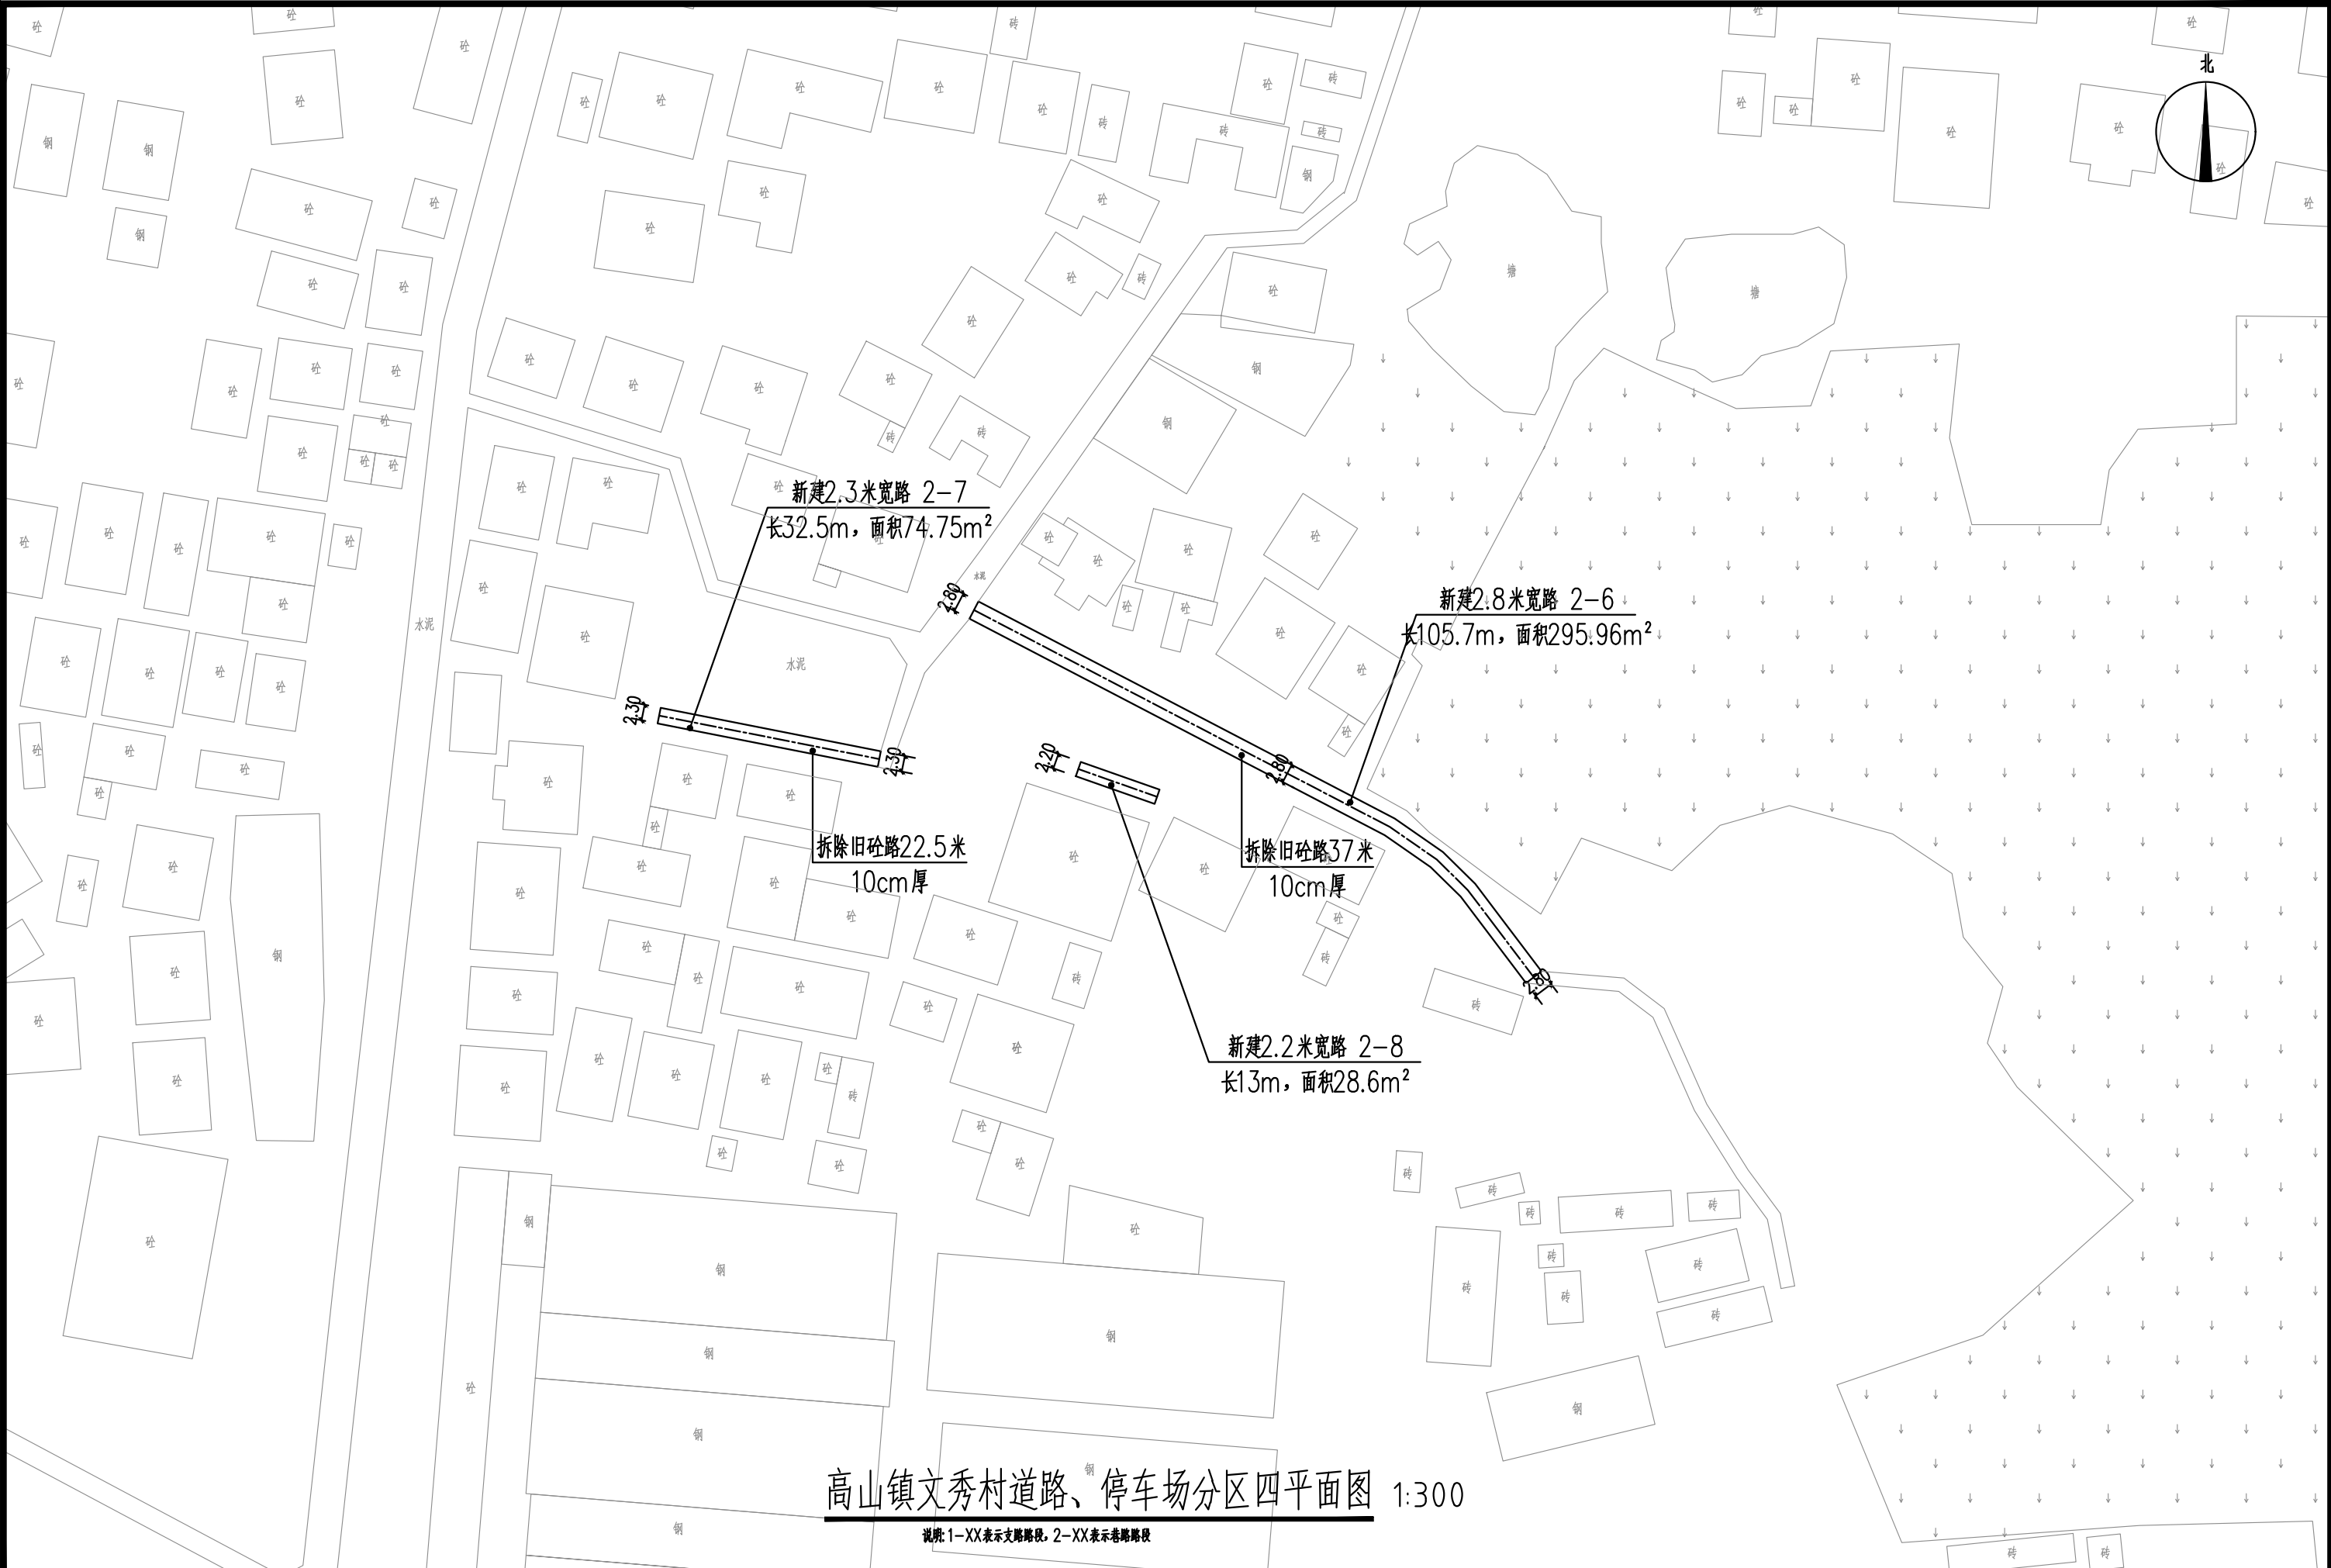 北
新建2.3米宽路 2-7
长32.5m，面积74.75m²
新建2.8米宽路 2-6
长105.7m，面积295.96m²
2.80
水泥
水泥
水泥
2.30
2.30
2.20
2.80
拆除旧砼路22.5米
10cm厚
拆除旧砼路37米
10cm厚
2.80
新建2.2米宽路 2-8
长13m，面积28.6m²
塘
塘
砼
砖
钢
高山镇文秀村道路、停车场分区四平面图 1:300
说明：1-XX表示支路路段，2-XX表示巷路路段